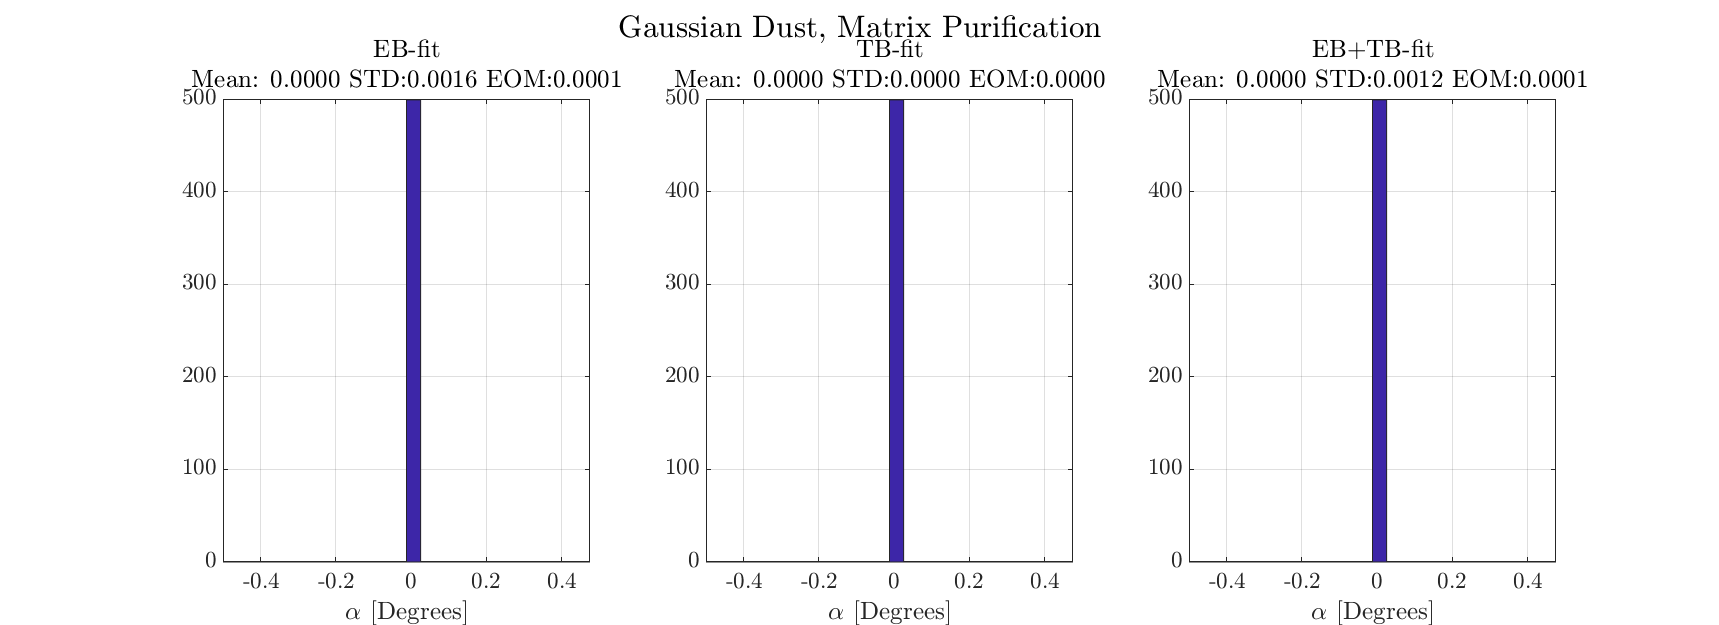 Gaussian Dust, Matrix Purification
EB-fit
Mean: 0.0000 STD:0.0016 EOM:0.0001
500
400
300
200
100
0
-0.4 -0.2 0 0.2 0.4
α [Degrees]
TB-fit
Mean: 0.0000 STD:0.0000 EOM:0.0000
500
400
300
200
100
0
-0.4 -0.2 0 0.2 0.4
α [Degrees]
EB+TB-fit
Mean: 0.0000 STD:0.0012 EOM:0.0001
500
400
300
200
100
0
-0.4 -0.2 0 0.2 0.4
α [Degrees]